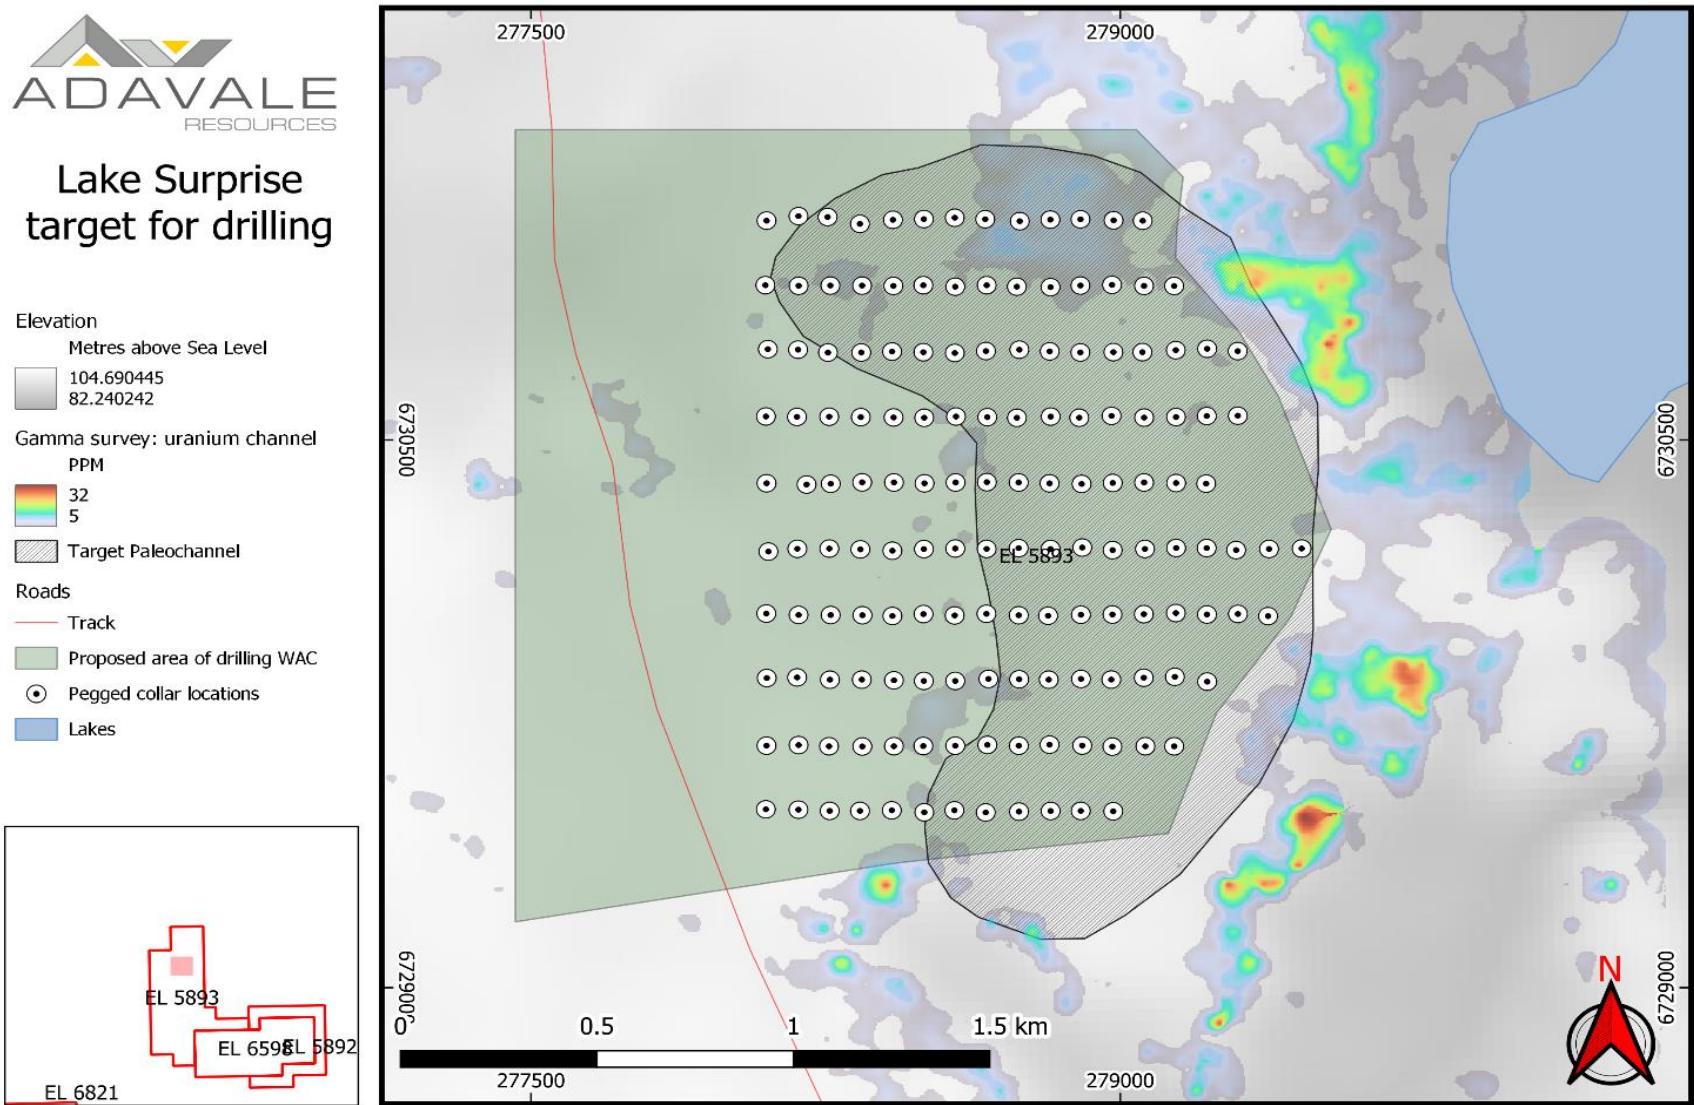 ADAVALE
RESOURCES
Lake Surprise
target for drilling
Elevation
Metres above Sea Level
104.690445
82.240242
Gamma survey: uranium channel
PPM
32
5
Target Paleochannel
Roads
Track
Proposed area of drilling WAC
Pegged collar locations
Lakes
EL 5893
EL 6598
EL 5892
EL 6821
277500
279000
6730500
6730500
EL 5893
6729000
6729000
N
0
0.5
1
1.5 km
277500
279000